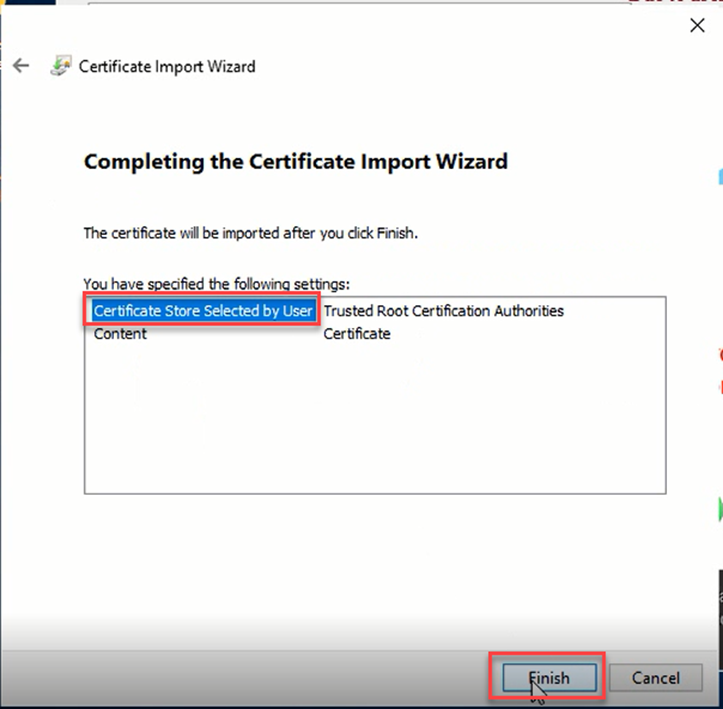 Certificate Import Wizard
Completing the Certificate Import Wizard
The certificate will be imported after you click Finish.
You have specified the following settings:
Certificate Store Selected by User Trusted Root Certification Authorities
Content Certificate
Finish Cancel